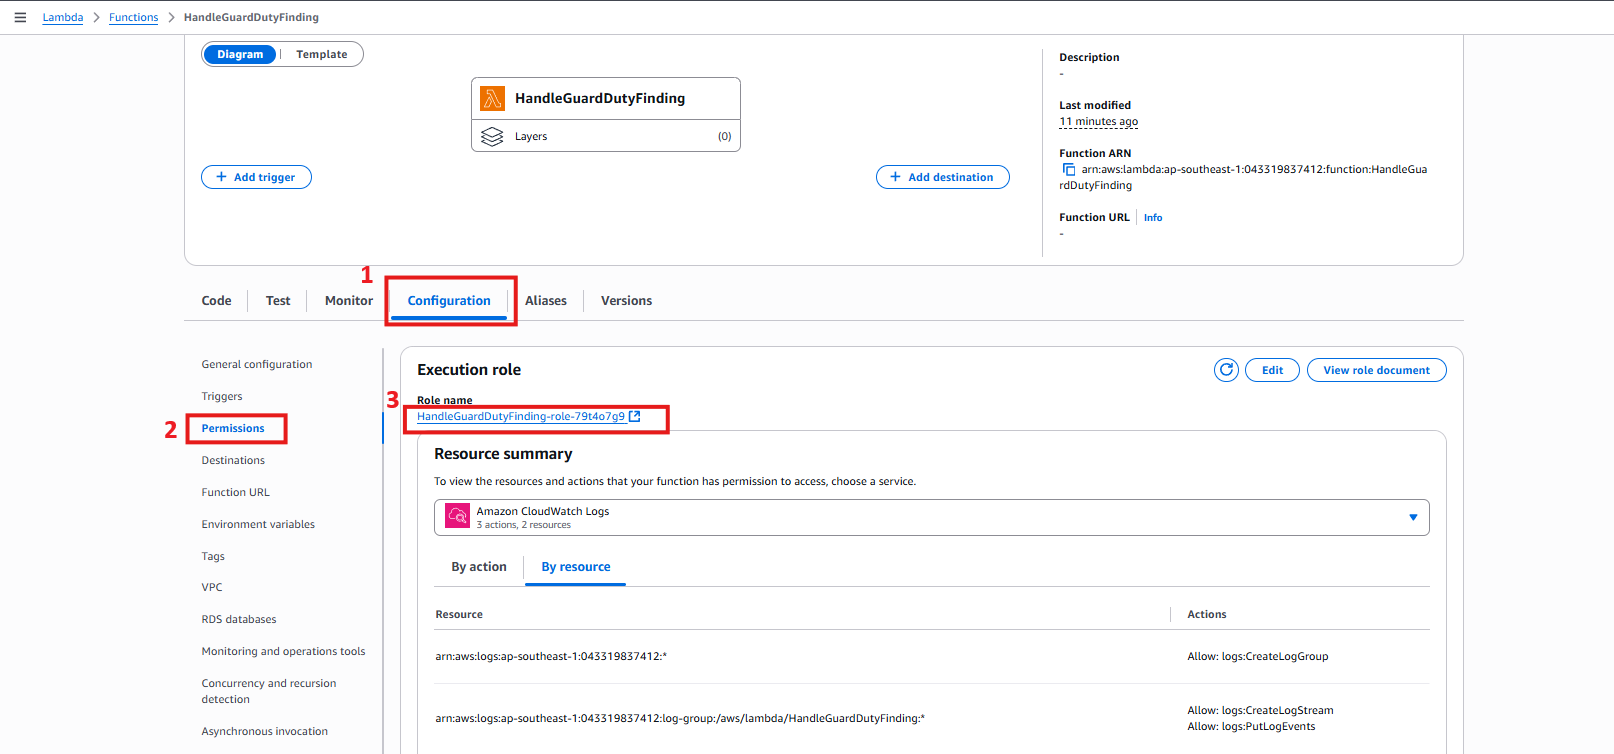 Lambda > Functions > HandleGuardDutyFinding
Diagram | Template
HandleGuardDutyFinding
Layers (0)
+ Add trigger
+ Add destination
Description
-
Last modified
11 minutes ago
Function ARN
arn:aws:lambda:ap-southeast-1:043319837412:function:HandleGua
rdDutyFinding
Function URL | Info
-
1
Code | Test | Monitor | Configuration | Aliases | Versions
General configuration
Triggers
2 Permissions
Destinations
Function URL
Environment variables
Tags
VPC
RDS databases
Monitoring and operations tools
Concurrency and recursion
detection
Asynchronous invocation
Execution role
Edit
View role document
3
Role name
HandleGuardDutyFinding-role-79t4o7g9
Resource summary
To view the resources and actions that your function has permission to access, choose a service.
Amazon CloudWatch Logs
3 actions, 2 resources
By action | By resource
Resource | Actions
arn:aws:logs:ap-southeast-1:043319837412:* Allow: logs:CreateLogGroup
arn:aws:logs:ap-southeast-1:043319837412:log-group:/aws/lambda/HandleGuardDutyFinding:*
Allow: logs:CreateLogStream
Allow: logs:PutLogEvents